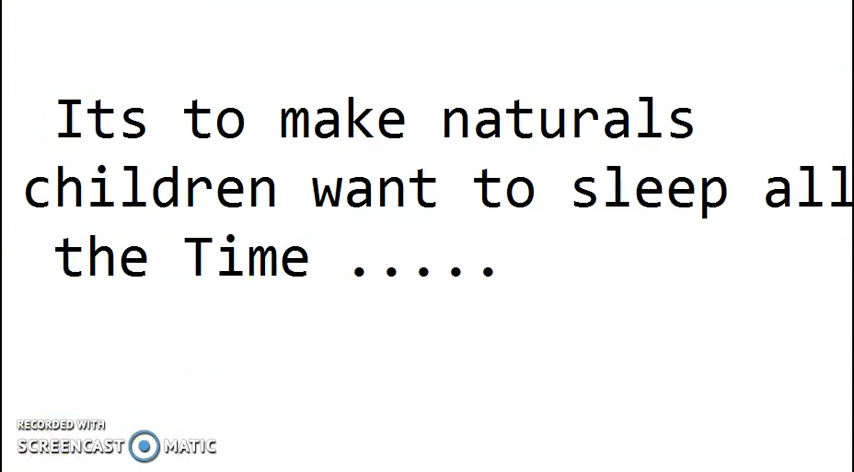 Its to make naturals
children want to sleep all
the Time .....
RECORDED WITH
SCREENCAST MATIC